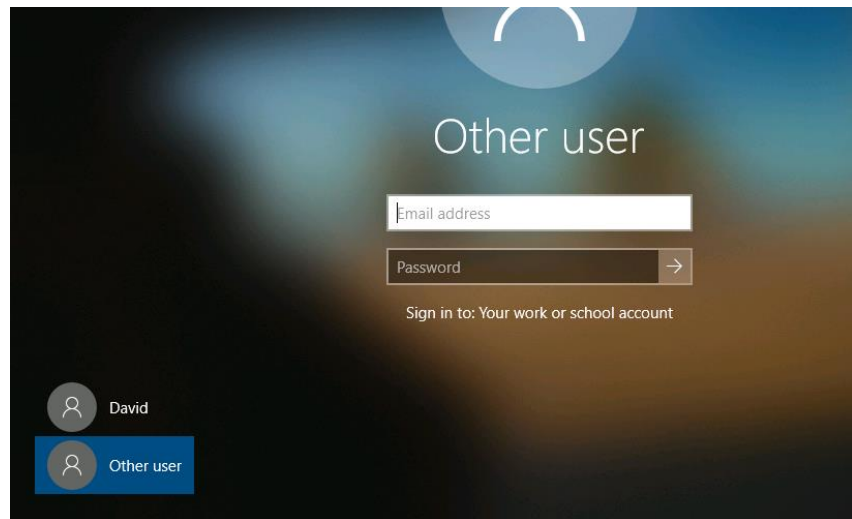 Other user
Email address
Password
Sign in to: Your work or school account
David
Other user